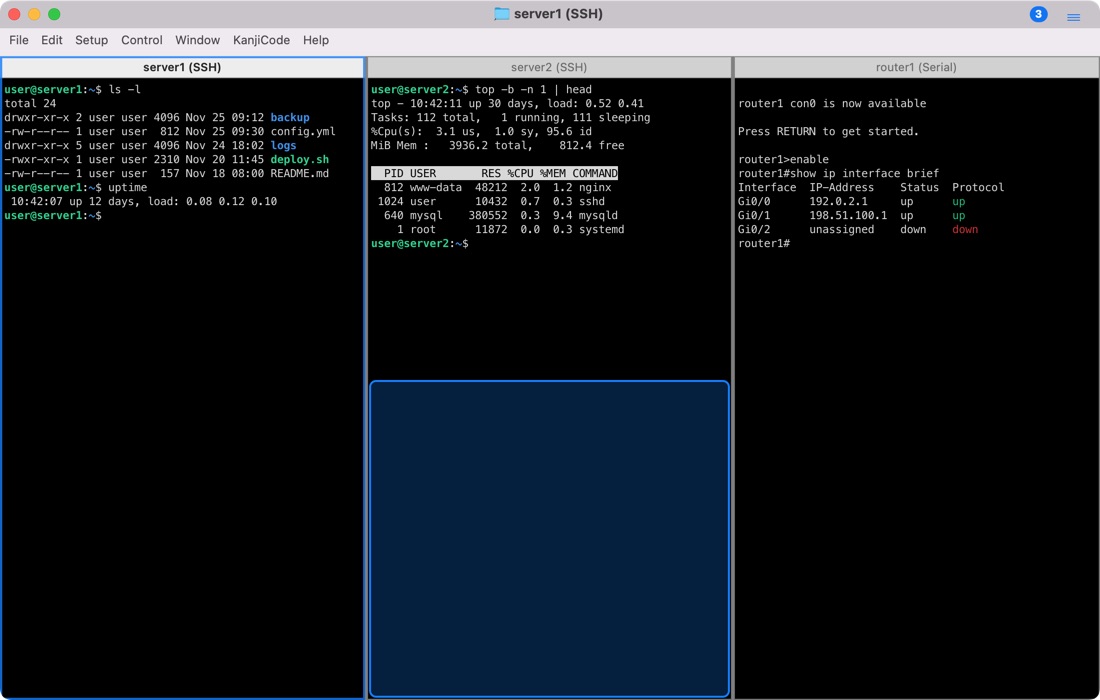 server1 (SSH)
3
File Edit Setup Control Window KanjiCode Help
server1 (SSH)
user@server1:~$ ls -l
total 24
drwxr-xr-x 2 user user 4096 Nov 25 09:12 backup
-rw-r--r-- 1 user user  812 Nov 25 09:30 config.yml
drwxr-xr-x 5 user user 4096 Nov 24 18:02 logs
-rwxr-xr-x 1 user user 2310 Nov 20 11:45 deploy.sh
-rw-r--r-- 1 user user  157 Nov 18 08:00 README.md
user@server1:~$ uptime
 10:42:07 up 12 days, load: 0.08 0.12 0.10
user@server1:~$
server2 (SSH)
user@server2:~$ top -b -n 1 | head
top - 10:42:11 up 30 days, load: 0.52 0.41
Tasks: 112 total,   1 running, 111 sleeping
%Cpu(s):  3.1 us,  1.0 sy, 95.6 id
MiB Mem :   3936.2 total,    812.4 free
  PID USER       RES %CPU %MEM COMMAND
  812 www-data  48212  2.0  1.2 nginx
 1024 user      10432  0.7  0.3 sshd
  640 mysql    380552  0.3  9.4 mysqld
    1 root      11872  0.0  0.3 systemd
user@server2:~$
router1 (Serial)
router1 con0 is now available
Press RETURN to get started.
router1>enable
router1#show ip interface brief
Interface  IP-Address    Status  Protocol
Gi0/0      192.0.2.1     up      up
Gi0/1      198.51.100.1  up      up
Gi0/2      unassigned    down    down
router1#